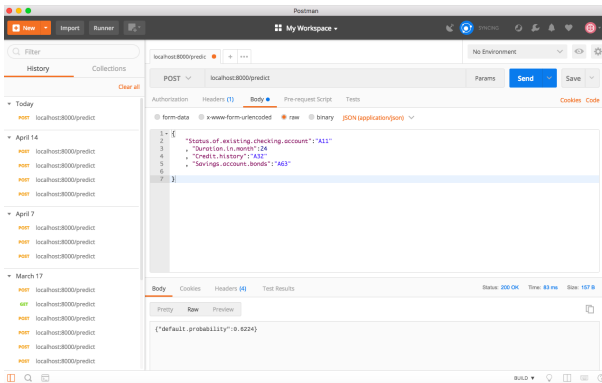 Postman
New
Import
Runner
My Workspace
SYNCING
Filter
History
Collections
Clear all
Today
POST localhost:8000/predict
April 14
POST localhost:8000/predict
POST localhost:8000/predict
POST localhost:8000/predict
POST localhost:8000/predict
April 7
POST localhost:8000/predict
POST localhost:8000/predict
March 17
POST localhost:8000/predict
GET localhost:8000/predict
POST localhost:8000/predict
POST localhost:8000/predict
POST localhost:8000/predict
POST localhost:8000/predict
localhost:8000/predic
No Environment
POST
localhost:8000/predict
Params
Send
Save
Authorization
Headers (1)
Body
Pre-request Script
Tests
Cookies
Code
form-data
x-www-form-urlencoded
raw
binary
JSON (application/json)
1 {
2 "Status.of.existing.checking.account":"A11"
3 , "Duration.in.month":24
4 , "Credit.history":"A32"
5 , "Savings.account.bonds":"A63"
6
7 }
Body
Cookies
Headers (4)
Test Results
Status: 200 OK
Time: 83 ms
Size: 157 B
Pretty
Raw
Preview
{"default.probability":0.6224}
BUILD